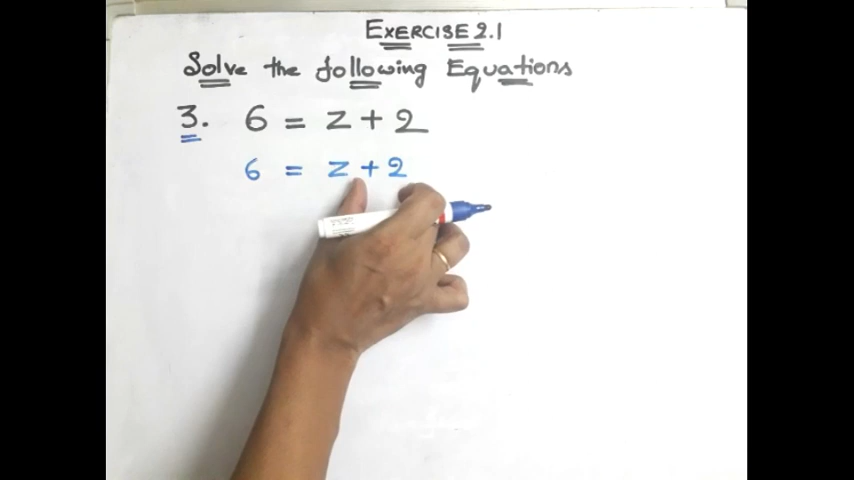 EXERCISE 2.1
Solve the following Equations
3. 6 = z + 2
6 = z + 2